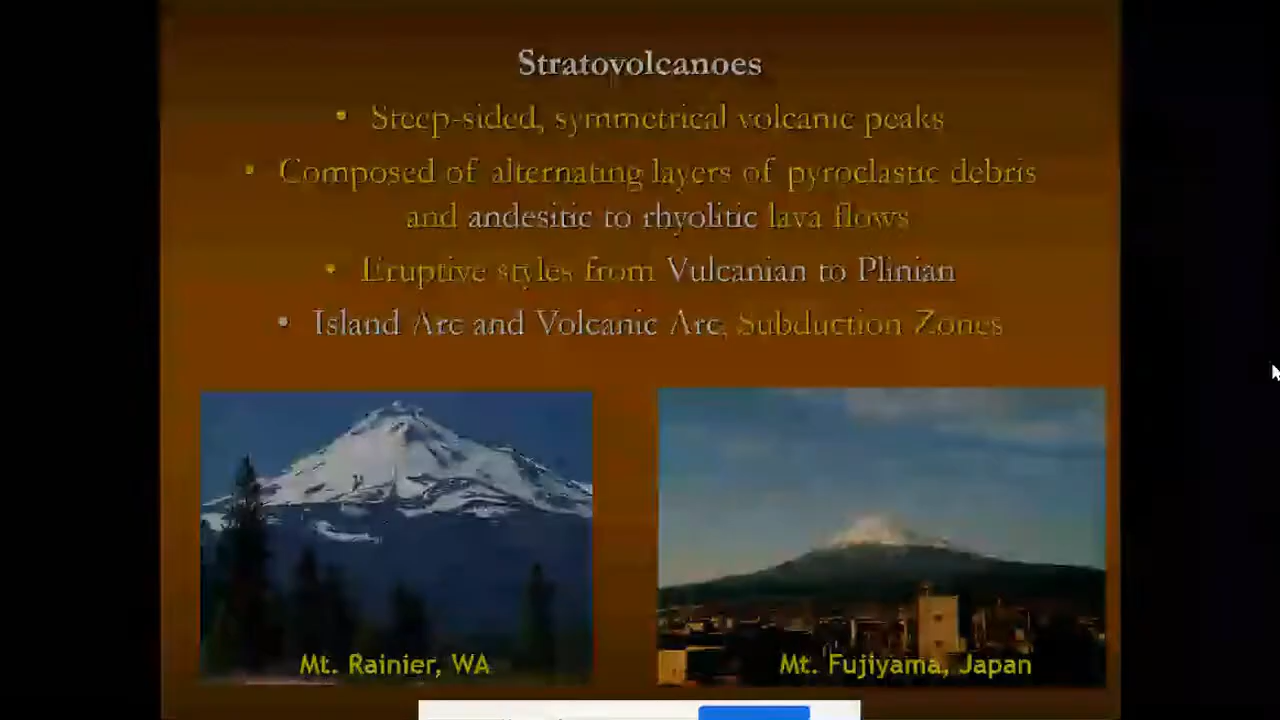 Stratovolcanoes
• Steep-sided, symmetrical volcanic peaks
• Composed of alternating layers of pyroclastic debris
and andesitic to rhyolitic lava flows
• Eruptive styles from Vulcanian to Plinian
• Island Arc and Volcanic Arc, Subduction Zones
Mt. Rainier, WA
Mt. Fujiyama, Japan